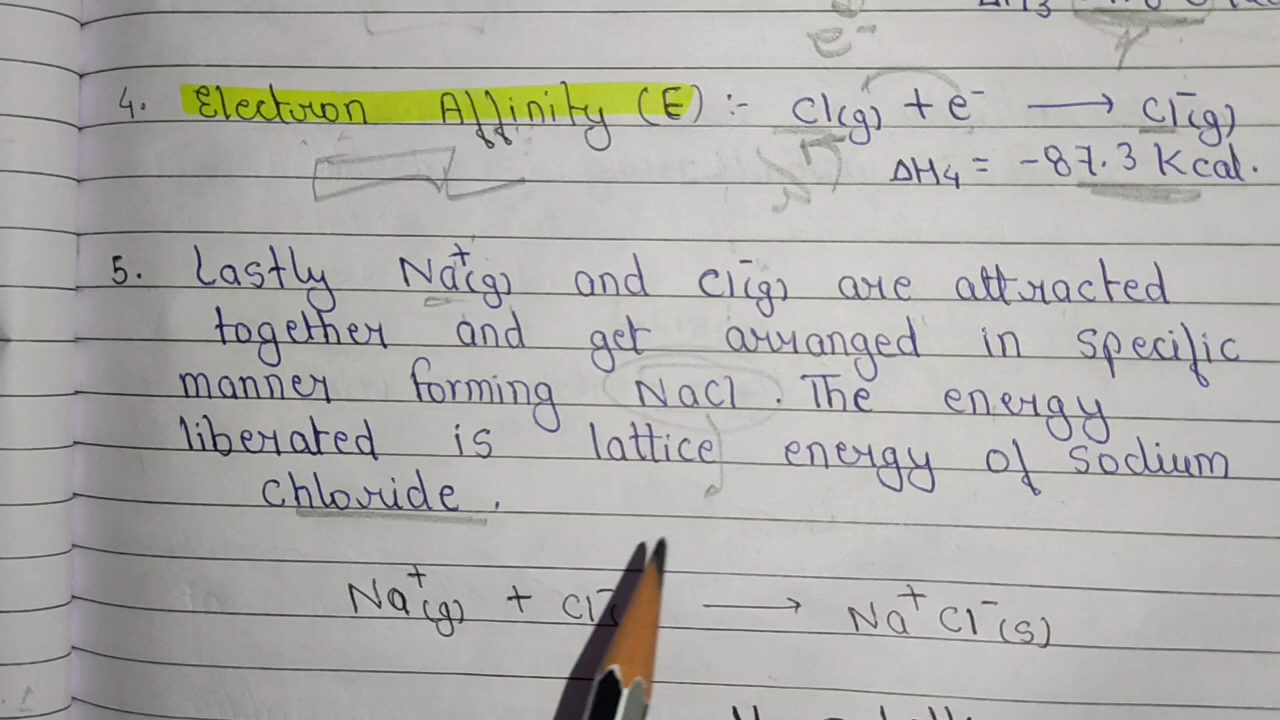 e⁻
4. Electron Affinity (E) :- Cl(g) + e⁻ ⟶ Cl⁻(g)
ΔH₄ = -87.3 Kcal.
5. Lastly Na⁺(g) and Cl⁻(g) are attracted
together and get arranged in specific
manner forming NaCl. The energy
liberated is lattice energy of sodium
chloride.
Na⁺(g) + Cl⁻ ⟶ Na⁺Cl⁻(s)